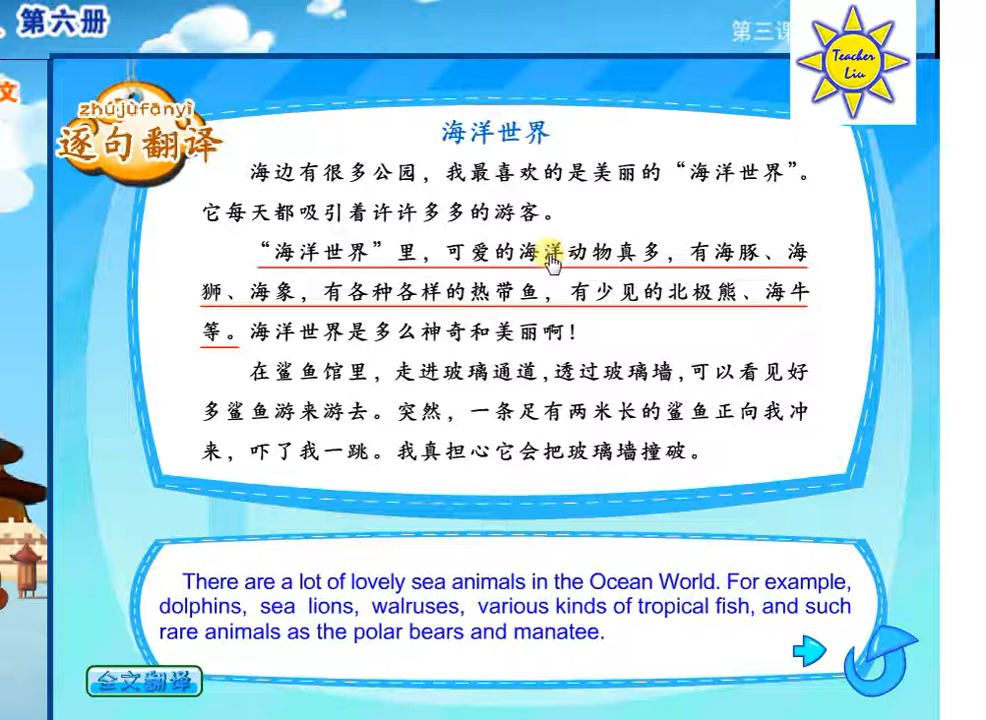 第六册
第三课
Teacher
Liu
文
zhújùfānyì
逐句翻译
海洋世界
海边有很多公园，我最喜欢的是美丽的“海洋世界”。
它每天都吸引着许许多多的游客。
“海洋世界”里，可爱的海洋动物真多，有海豚、海
狮、海象，有各种各样的热带鱼，有少见的北极熊、海牛
等。海洋世界是多么神奇和美丽啊！
在鲨鱼馆里，走进玻璃通道，透过玻璃墙，可以看见好
多鲨鱼游来游去。突然，一条足有两米长的鲨鱼正向我冲
来，吓了我一跳。我真担心它会把玻璃墙撞破。
There are a lot of lovely sea animals in the Ocean World. For example,
dolphins, sea lions, walruses, various kinds of tropical fish, and such
rare animals as the polar bears and manatee.
全文翻译